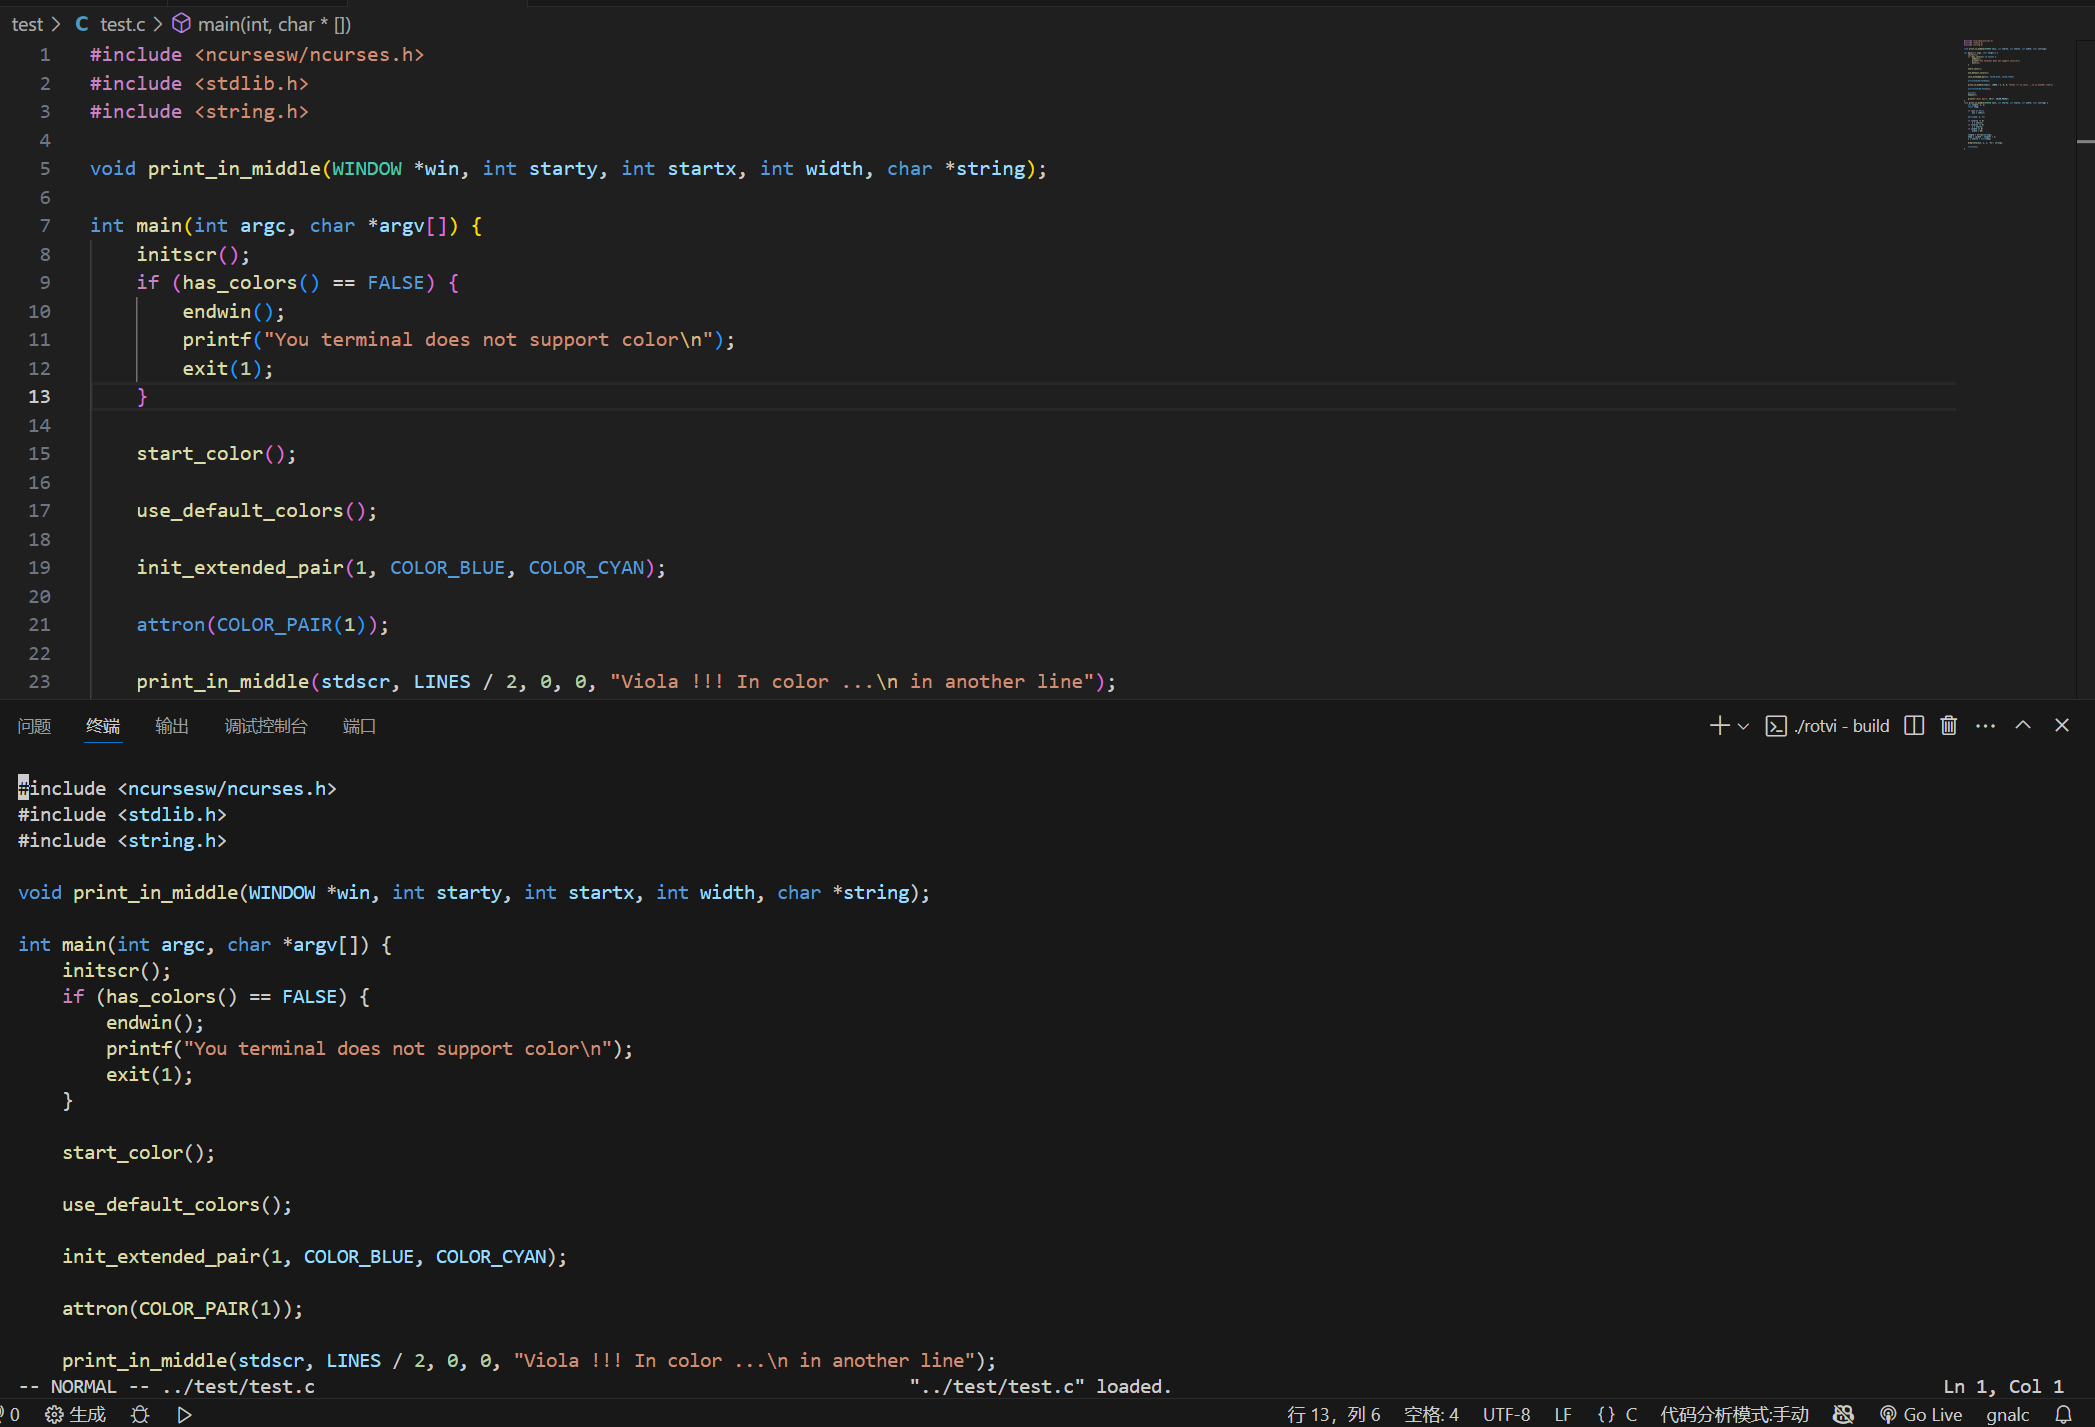 test > C test.c > main(int, char * [])
1 #include <ncursesw/ncurses.h>
2 #include <stdlib.h>
3 #include <string.h>
4
5 void print_in_middle(WINDOW *win, int starty, int startx, int width, char *string);
6
7 int main(int argc, char *argv[]) {
8     initscr();
9     if (has_colors() == FALSE) {
10         endwin();
11         printf("You terminal does not support color\n");
12         exit(1);
13     }
14
15     start_color();
16
17     use_default_colors();
18
19     init_extended_pair(1, COLOR_BLUE, COLOR_CYAN);
20
21     attron(COLOR_PAIR(1));
22
23     print_in_middle(stdscr, LINES / 2, 0, 0, "Viola !!! In color ...\n in another line");
问题 终端 输出 调试控制台 端口 ./rotvi - build
#include <ncursesw/ncurses.h>
#include <stdlib.h>
#include <string.h>
void print_in_middle(WINDOW *win, int starty, int startx, int width, char *string);
int main(int argc, char *argv[]) {
    initscr();
    if (has_colors() == FALSE) {
        endwin();
        printf("You terminal does not support color\n");
        exit(1);
    }
    start_color();
    use_default_colors();
    init_extended_pair(1, COLOR_BLUE, COLOR_CYAN);
    attron(COLOR_PAIR(1));
    print_in_middle(stdscr, LINES / 2, 0, 0, "Viola !!! In color ...\n in another line");
-- NORMAL -- ../test/test.c "../test/test.c" loaded. Ln 1, Col 1
0 生成 行 13，列 6 空格: 4 UTF-8 LF {} C 代码分析模式:手动 Go Live gnalc